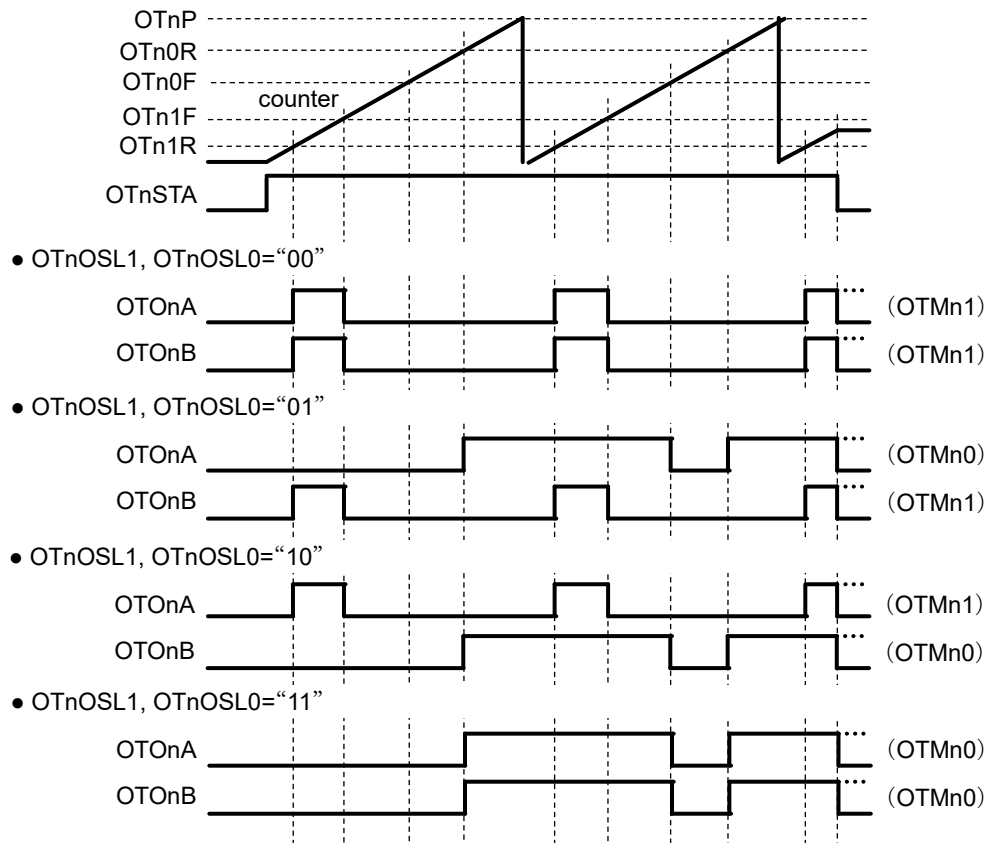 OTnP
OTn0R
OTn0F
counter
OTn1F
OTn1R
OTnSTA
● OTnOSL1, OTnOSL0=“00”
OTOnA ··· （OTMn1）
OTOnB （OTMn1）
● OTnOSL1, OTnOSL0=“01”
OTOnA ··· （OTMn0）
OTOnB ··· （OTMn1）
● OTnOSL1, OTnOSL0=“10”
OTOnA ··· （OTMn1）
OTOnB ··· （OTMn0）
● OTnOSL1, OTnOSL0=“11”
OTOnA ··· （OTMn0）
OTOnB ··· （OTMn0）